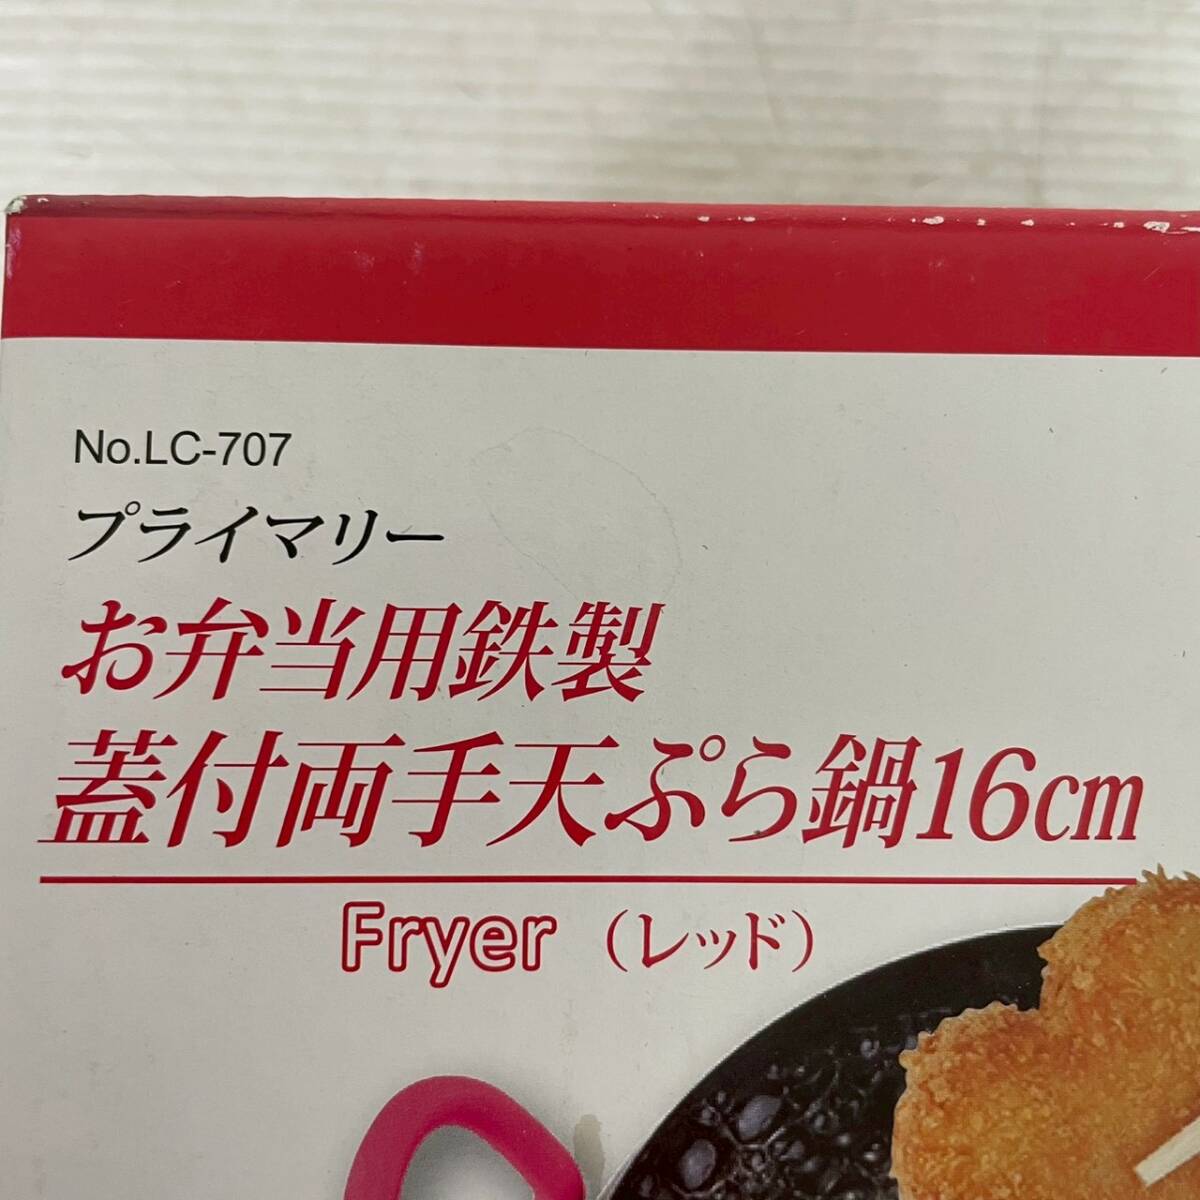 No.LC-707
プライマリー
お弁当用鉄製
蓋付両手天ぷら鍋16cm
Fryer（レッド）